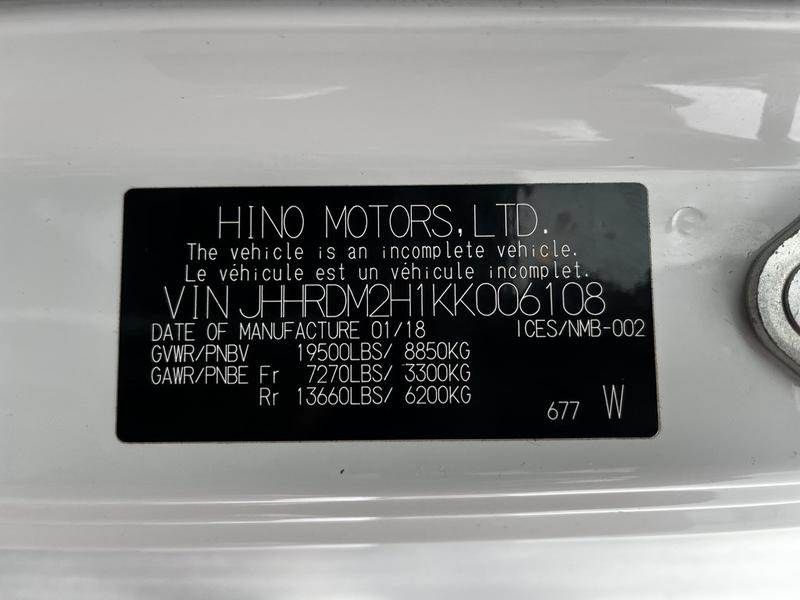 HINO MOTORS, LTD.
The vehicle is an incomplete vehicle.
Le véhicule est un véhicule incomplet.
VIN JHHRDM2H1KK006108
DATE OF MANUFACTURE 01/18 ICES/NMB-002
GVWR/PNBV 19500LBS/ 8850KG
GAWR/PNBE Fr 7270LBS/ 3300KG
Rr 13660LBS/ 6200KG
677 W